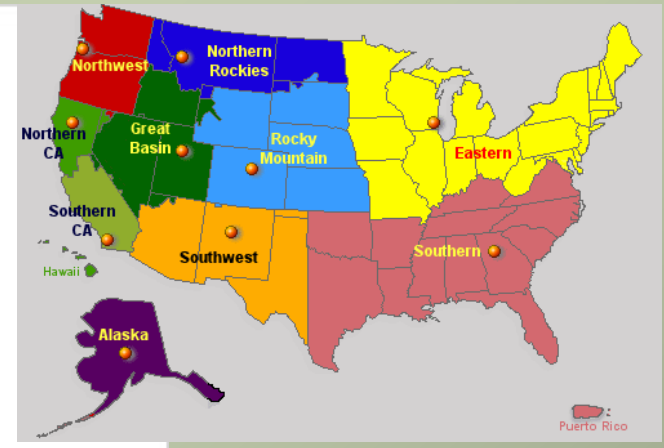 Northern
Rockies
Northwest
Northern
CA
Great
Basin
Rocky
Mountain
Eastern
Southern
CA
Southwest
Southern
Hawaii
Alaska
Puerto Rico